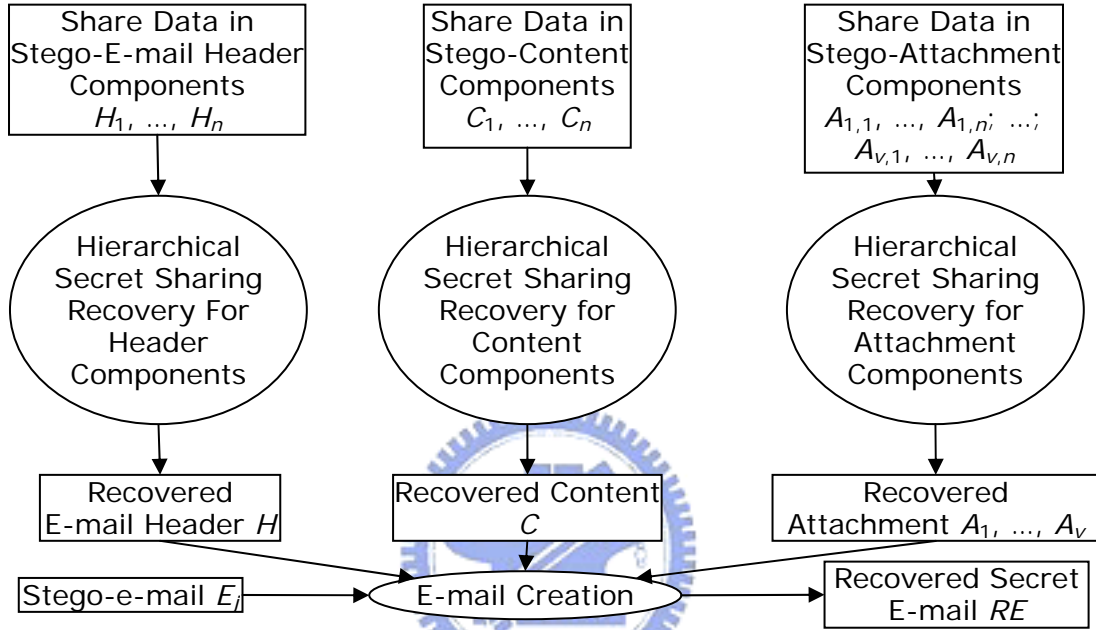 Share Data in
Stego-E-mail Header
Components
H1, ..., Hn
Share Data in
Stego-Content
Components
C1, ..., Cn
Share Data in
Stego-Attachment
Components
A1,1, ..., A1,n; ...;
Av,1, ..., Av,n
Hierarchical
Secret Sharing
Recovery For
Header
Components
Hierarchical
Secret Sharing
Recovery for
Content
Components
Hierarchical
Secret Sharing
Recovery for
Attachment
Components
Recovered
E-mail Header H
Recovered Content
C
Recovered
Attachment A1, ..., Av
Stego-e-mail Ej
E-mail Creation
Recovered Secret
E-mail RE